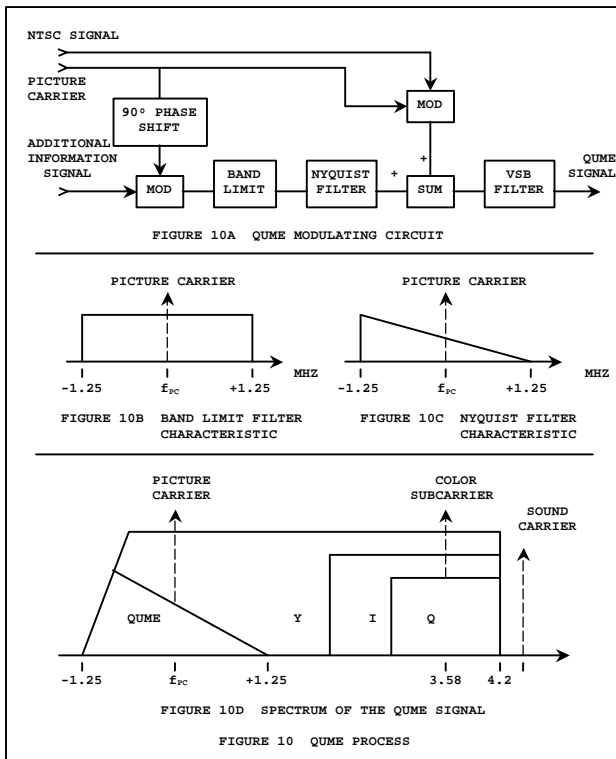 NTSC SIGNAL
PICTURE
CARRIER
90° PHASE
SHIFT
MOD
ADDITIONAL
INFORMATION
SIGNAL
MOD
BAND
LIMIT
NYQUIST
FILTER
+
+
SUM
VSB
FILTER
QUME
SIGNAL
FIGURE 10A QUME MODULATING CIRCUIT
PICTURE CARRIER
-1.25 fPC +1.25 MHZ
FIGURE 10B BAND LIMIT FILTER
CHARACTERISTIC
PICTURE CARRIER
-1.25 fPC +1.25 MHZ
FIGURE 10C NYQUIST FILTER
CHARACTERISTIC
PICTURE
CARRIER
COLOR
SUBCARRIER
SOUND
CARRIER
QUME Y I Q
-1.25 fPC +1.25 3.58 4.2
FIGURE 10D SPECTRUM OF THE QUME SIGNAL
FIGURE 10 QUME PROCESS